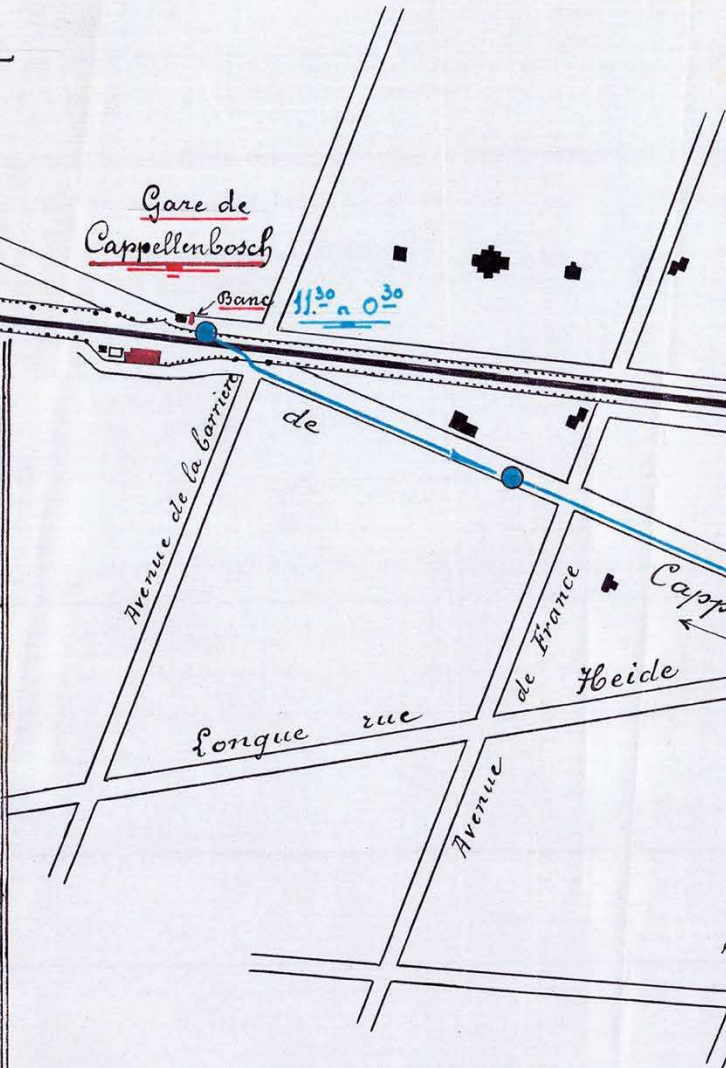 Gare de
Cappellenbosch
Banc
11.30 a 0 30
de
Avenue de la barrière
Capp
Avenue de France
Longue rue Heide